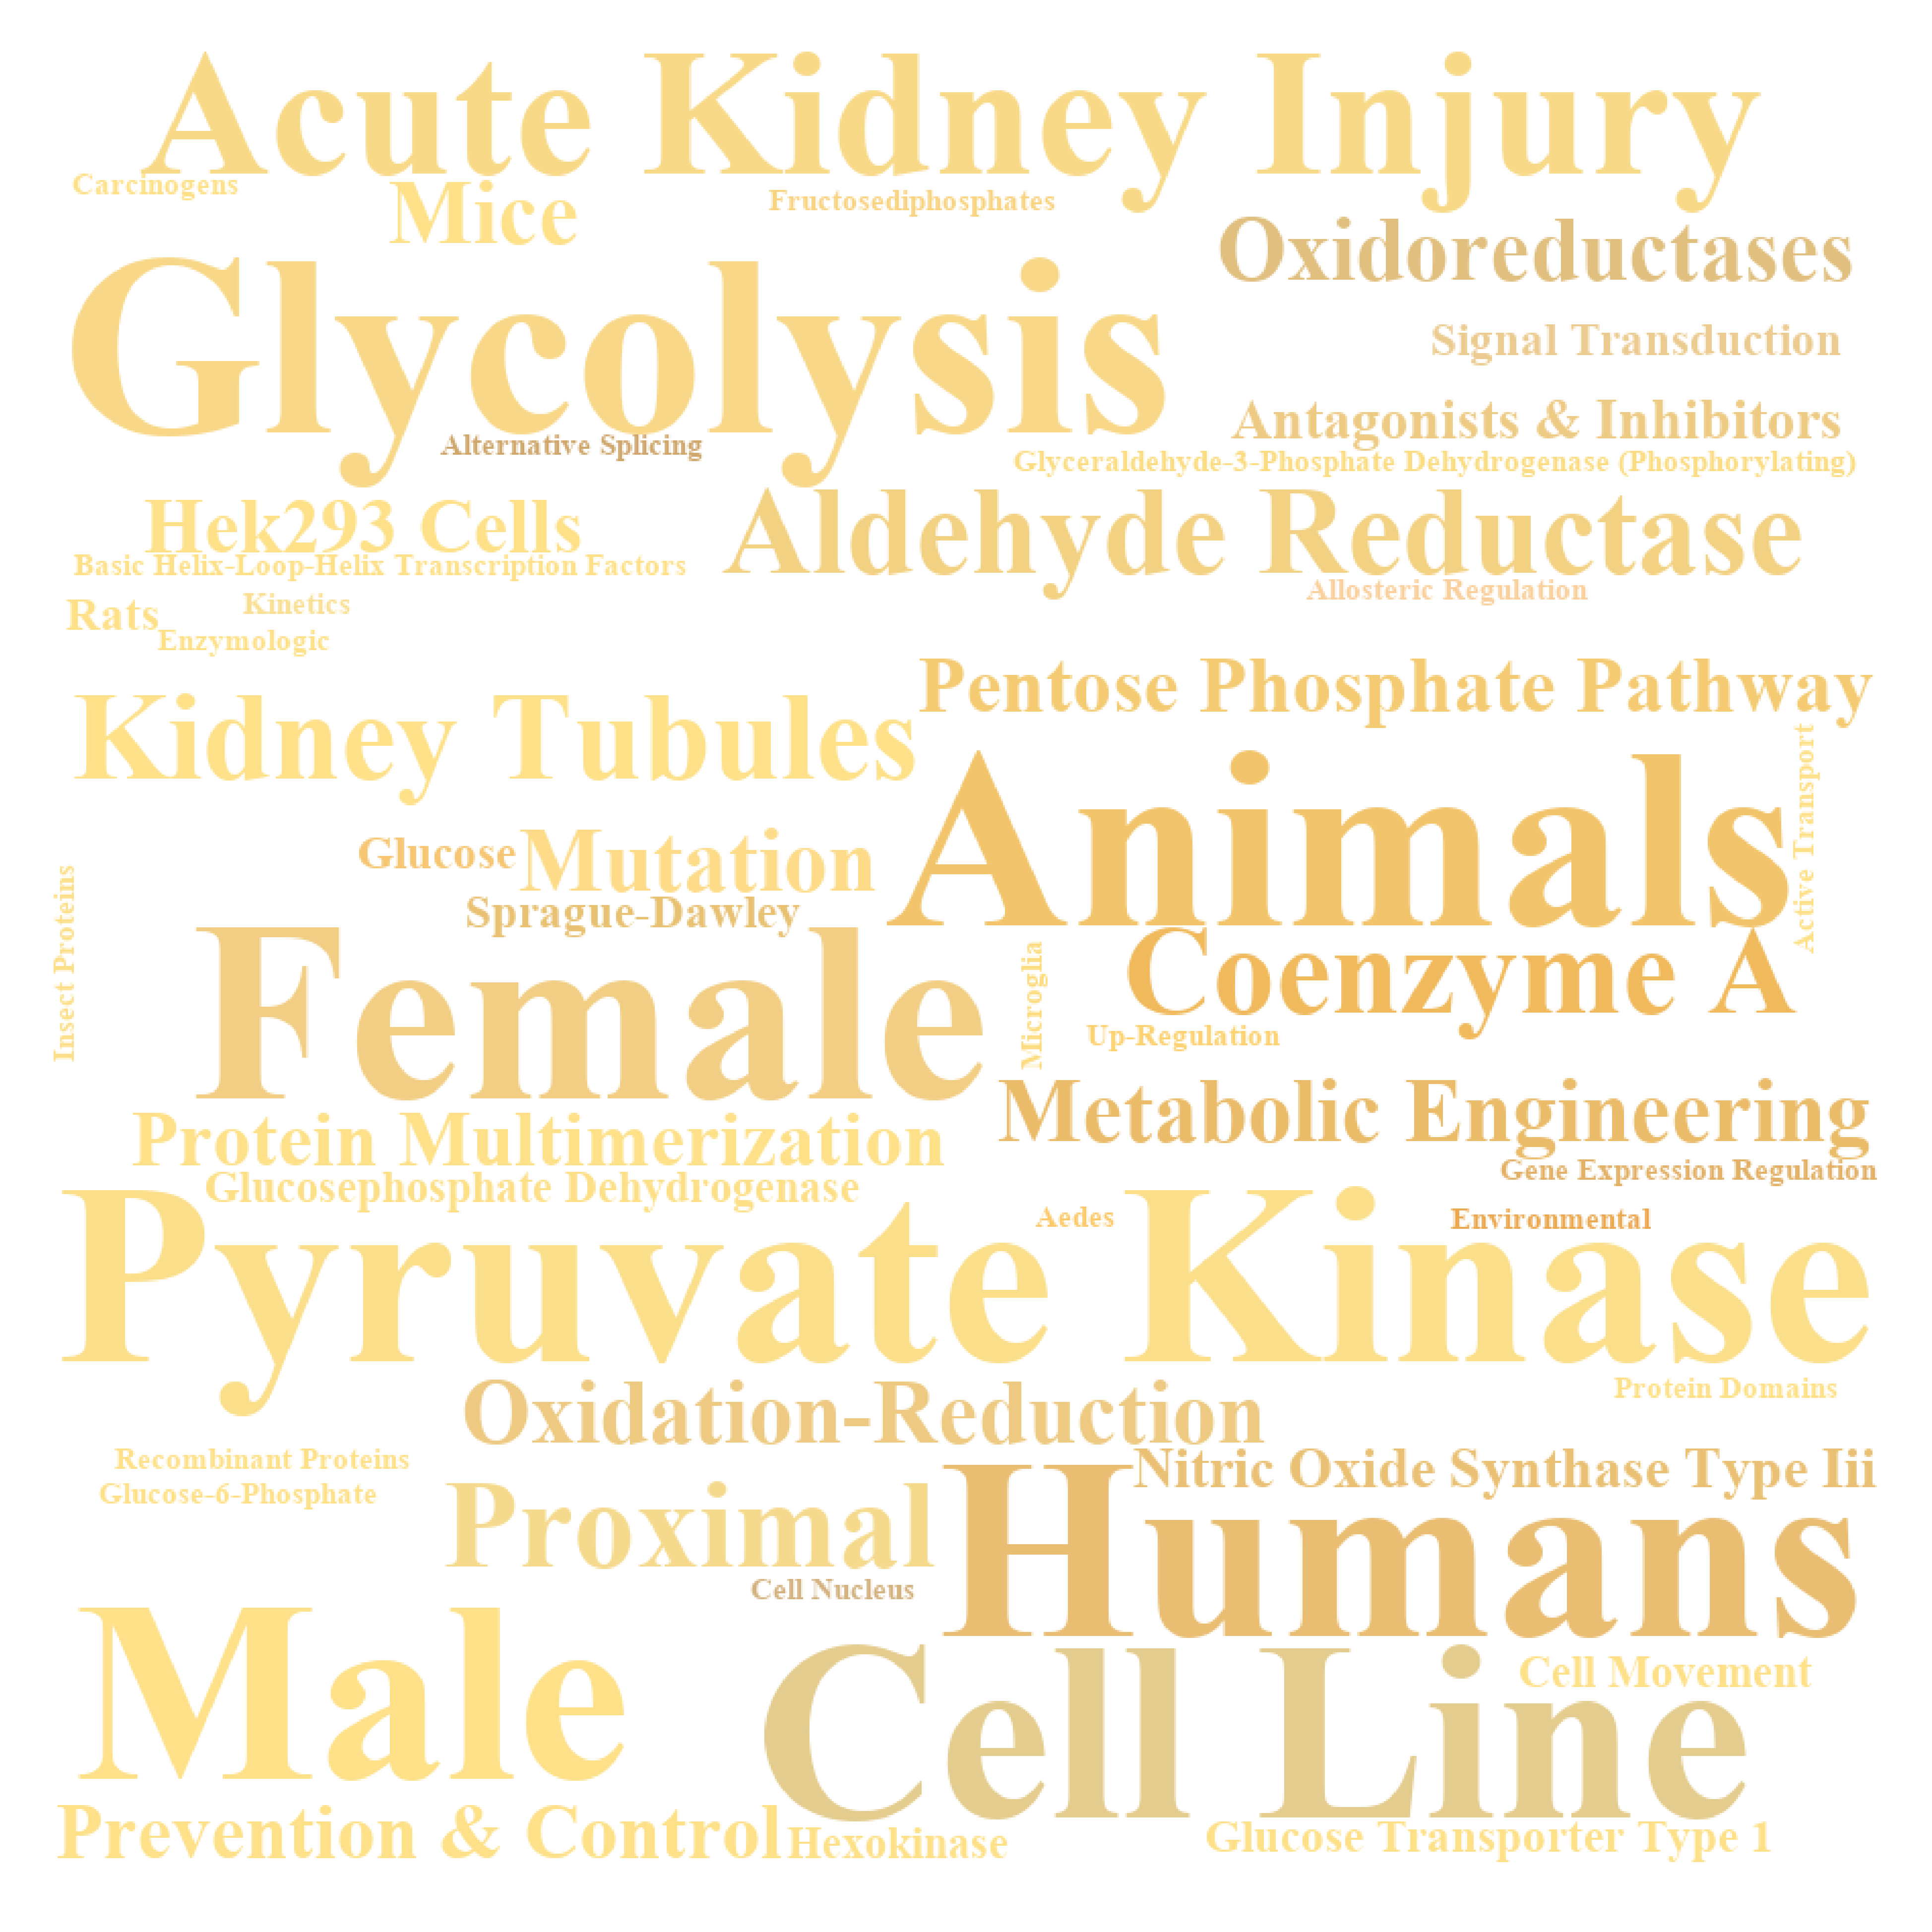 Acute Kidney Injury
Carcinogens
Mice
Fructosediphosphates
Oxidoreductases
Glycolysis
Signal Transduction
Antagonists & Inhibitors
Alternative Splicing
Glyceraldehyde-3-Phosphate Dehydrogenase (Phosphorylating)
Hek293 Cells
Aldehyde Reductase
Basic Helix-Loop-Helix Transcription Factors
Allosteric Regulation
Rats
Kinetics
Enzymologic
Pentose Phosphate Pathway
Kidney Tubules
Animals
Active Transport
Glucose
Mutation
Sprague-Dawley
Insect Proteins
Female
Microglia
Coenzyme A
Up-Regulation
Metabolic Engineering
Protein Multimerization
Gene Expression Regulation
Glucosephosphate Dehydrogenase
Aedes
Environmental
Pyruvate Kinase
Protein Domains
Oxidation-Reduction
Recombinant Proteins
Nitric Oxide Synthase Type Iii
Glucose-6-Phosphate
Proximal
Humans
Cell Nucleus
Male
Cell Movement
Cell Line
Prevention & Control
Hexokinase
Glucose Transporter Type 1